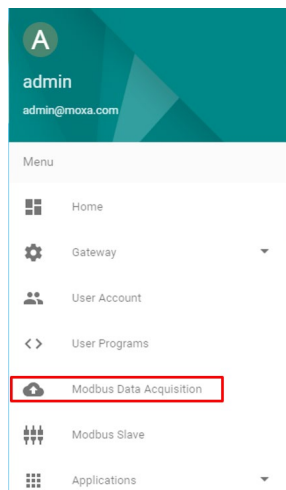 A
admin
admin@moxa.com
Menu
Home
Gateway
User Account
User Programs
Modbus Data Acquisition
Modbus Slave
Applications